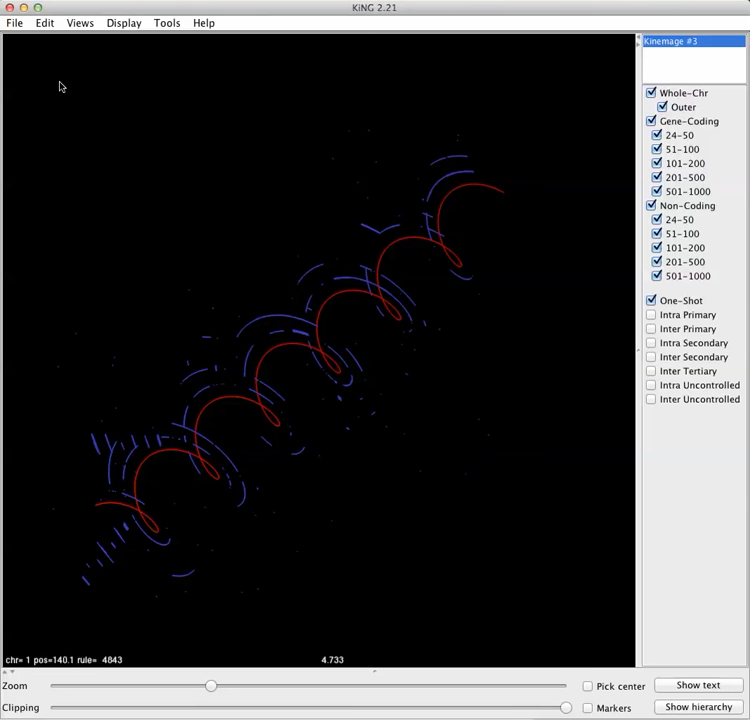 KiNG 2.21
File Edit Views Display Tools Help
Kinemage #3
Whole-Chr
Outer
Gene-Coding
24-50
51-100
101-200
201-500
501-1000
Non-Coding
24-50
51-100
101-200
201-500
501-1000
One-Shot
Intra Primary
Inter Primary
Intra Secondary
Inter Secondary
Inter Tertiary
Intra Uncontrolled
Inter Uncontrolled
chr= 1 pos=140.1 rule= 4843 4.733
Zoom Pick center Show text
Clipping Markers Show hierarchy